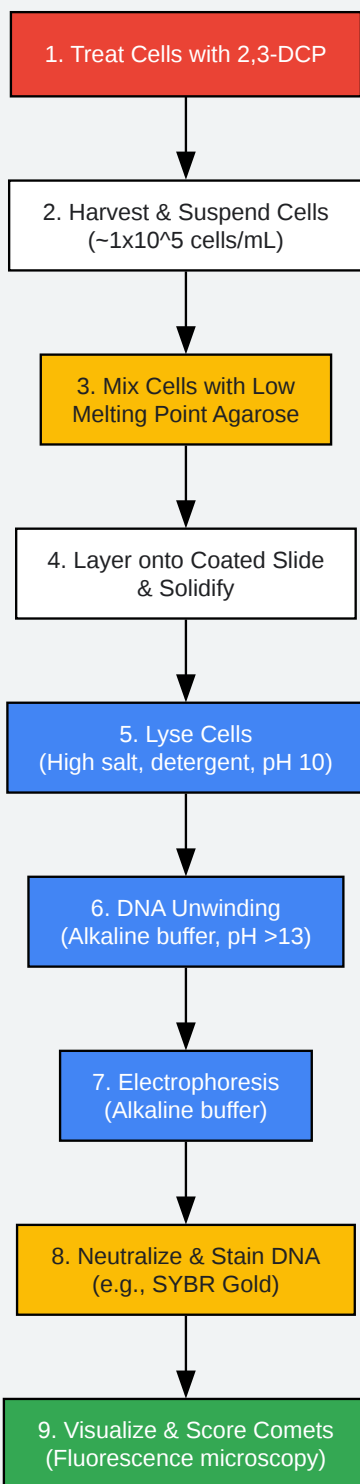 1. Treat Cells with 2,3-DCP
2. Harvest & Suspend Cells
(~1x10^5 cells/mL)
3. Mix Cells with Low
Melting Point Agarose
4. Layer onto Coated Slide
& Solidify
5. Lyse Cells
(High salt, detergent, pH 10)
6. DNA Unwinding
(Alkaline buffer, pH >13)
7. Electrophoresis
(Alkaline buffer)
8. Neutralize & Stain DNA
(e.g., SYBR Gold)
9. Visualize & Score Comets
(Fluorescence microscopy)